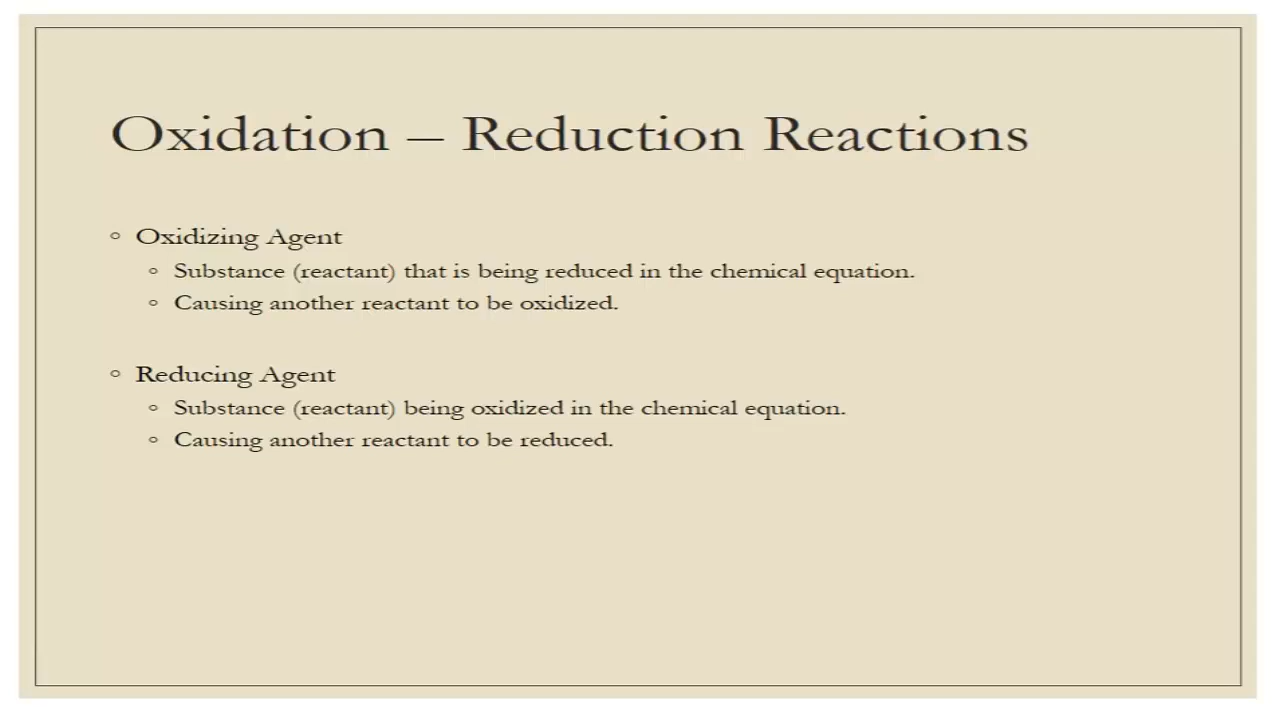 Oxidation – Reduction Reactions
◦ Oxidizing Agent
◦ Substance (reactant) that is being reduced in the chemical equation.
◦ Causing another reactant to be oxidized.
◦ Reducing Agent
◦ Substance (reactant) being oxidized in the chemical equation.
◦ Causing another reactant to be reduced.